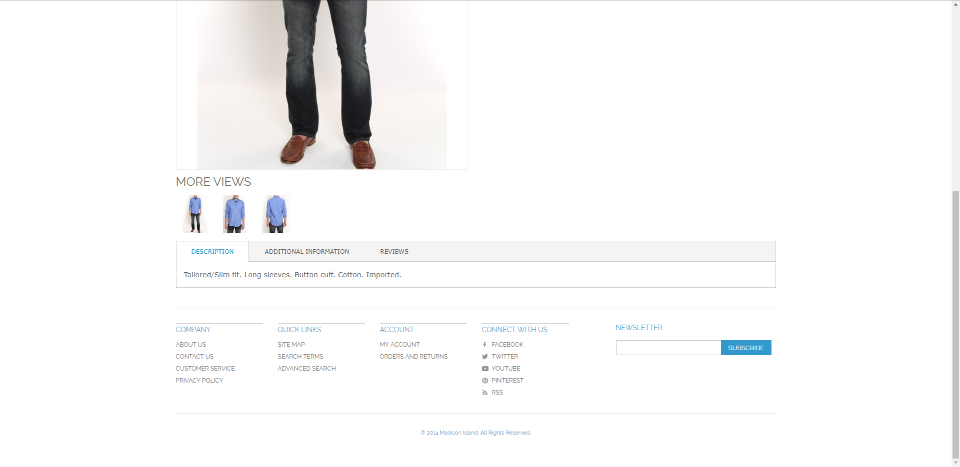 MORE VIEWS
DESCRIPTION ADDITIONAL INFORMATION REVIEWS
Tailored/Slim fit. Long sleeves. Button cuff. Cotton. Imported.
COMPANY
ABOUT US
CONTACT US
CUSTOMER SERVICE
PRIVACY POLICY
QUICK LINKS
SITE MAP
SEARCH TERMS
ADVANCED SEARCH
ACCOUNT
MY ACCOUNT
ORDERS AND RETURNS
CONNECT WITH US
FACEBOOK
TWITTER
YOUTUBE
PINTEREST
RSS
NEWSLETTER
SUBSCRIBE
© 2014 Madison Island. All Rights Reserved.